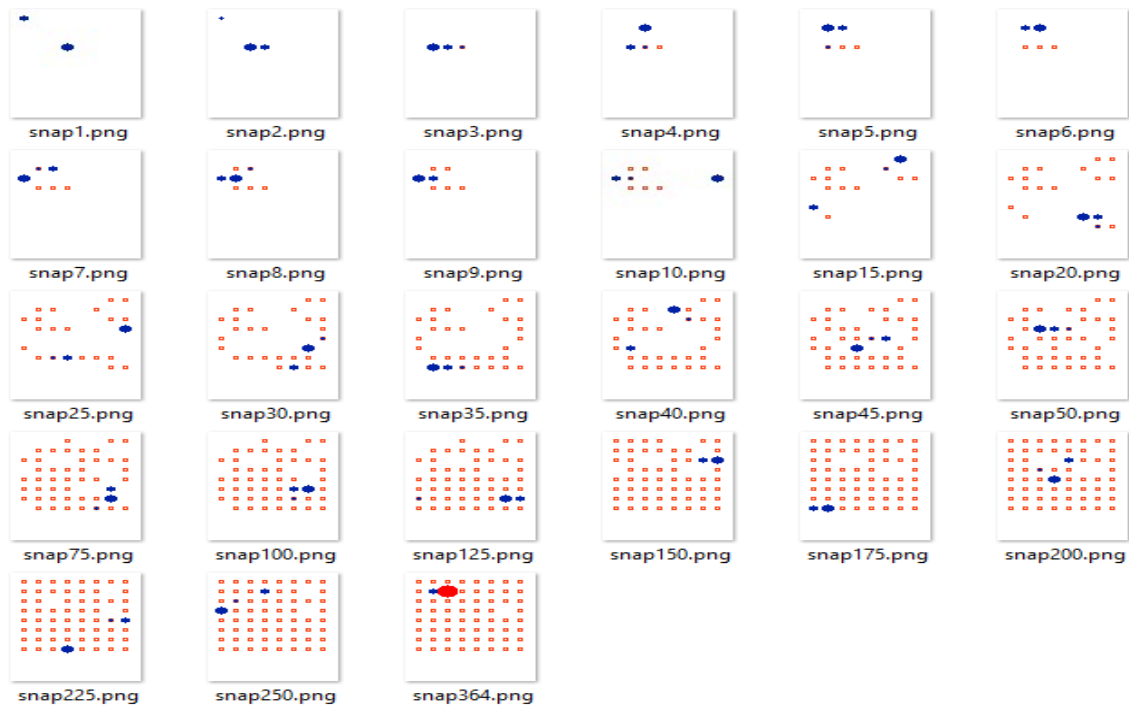 snap1.png snap2.png snap3.png snap4.png snap5.png snap6.png
snap7.png snap8.png snap9.png snap10.png snap15.png snap20.png
snap25.png snap30.png snap35.png snap40.png snap45.png snap50.png
snap75.png snap100.png snap125.png snap150.png snap175.png snap200.png
snap225.png snap250.png snap364.png